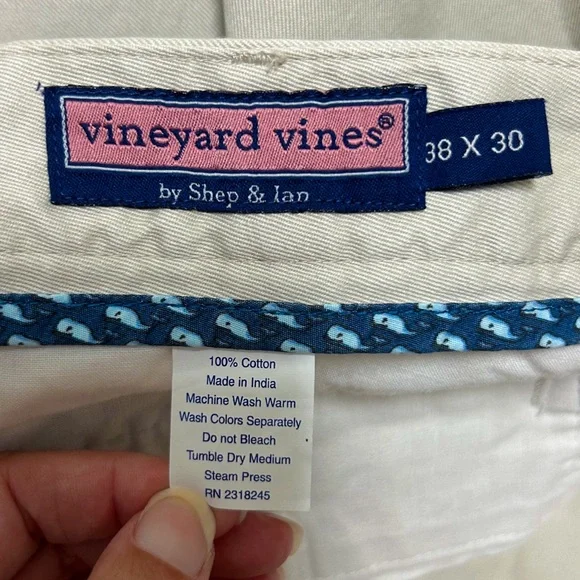 vineyard vines®
by Shep & Ian
38 X 30
100% Cotton
Made in India
Machine Wash Warm
Wash Colors Separately
Do not Bleach
Tumble Dry Medium
Steam Press
RN 2318245